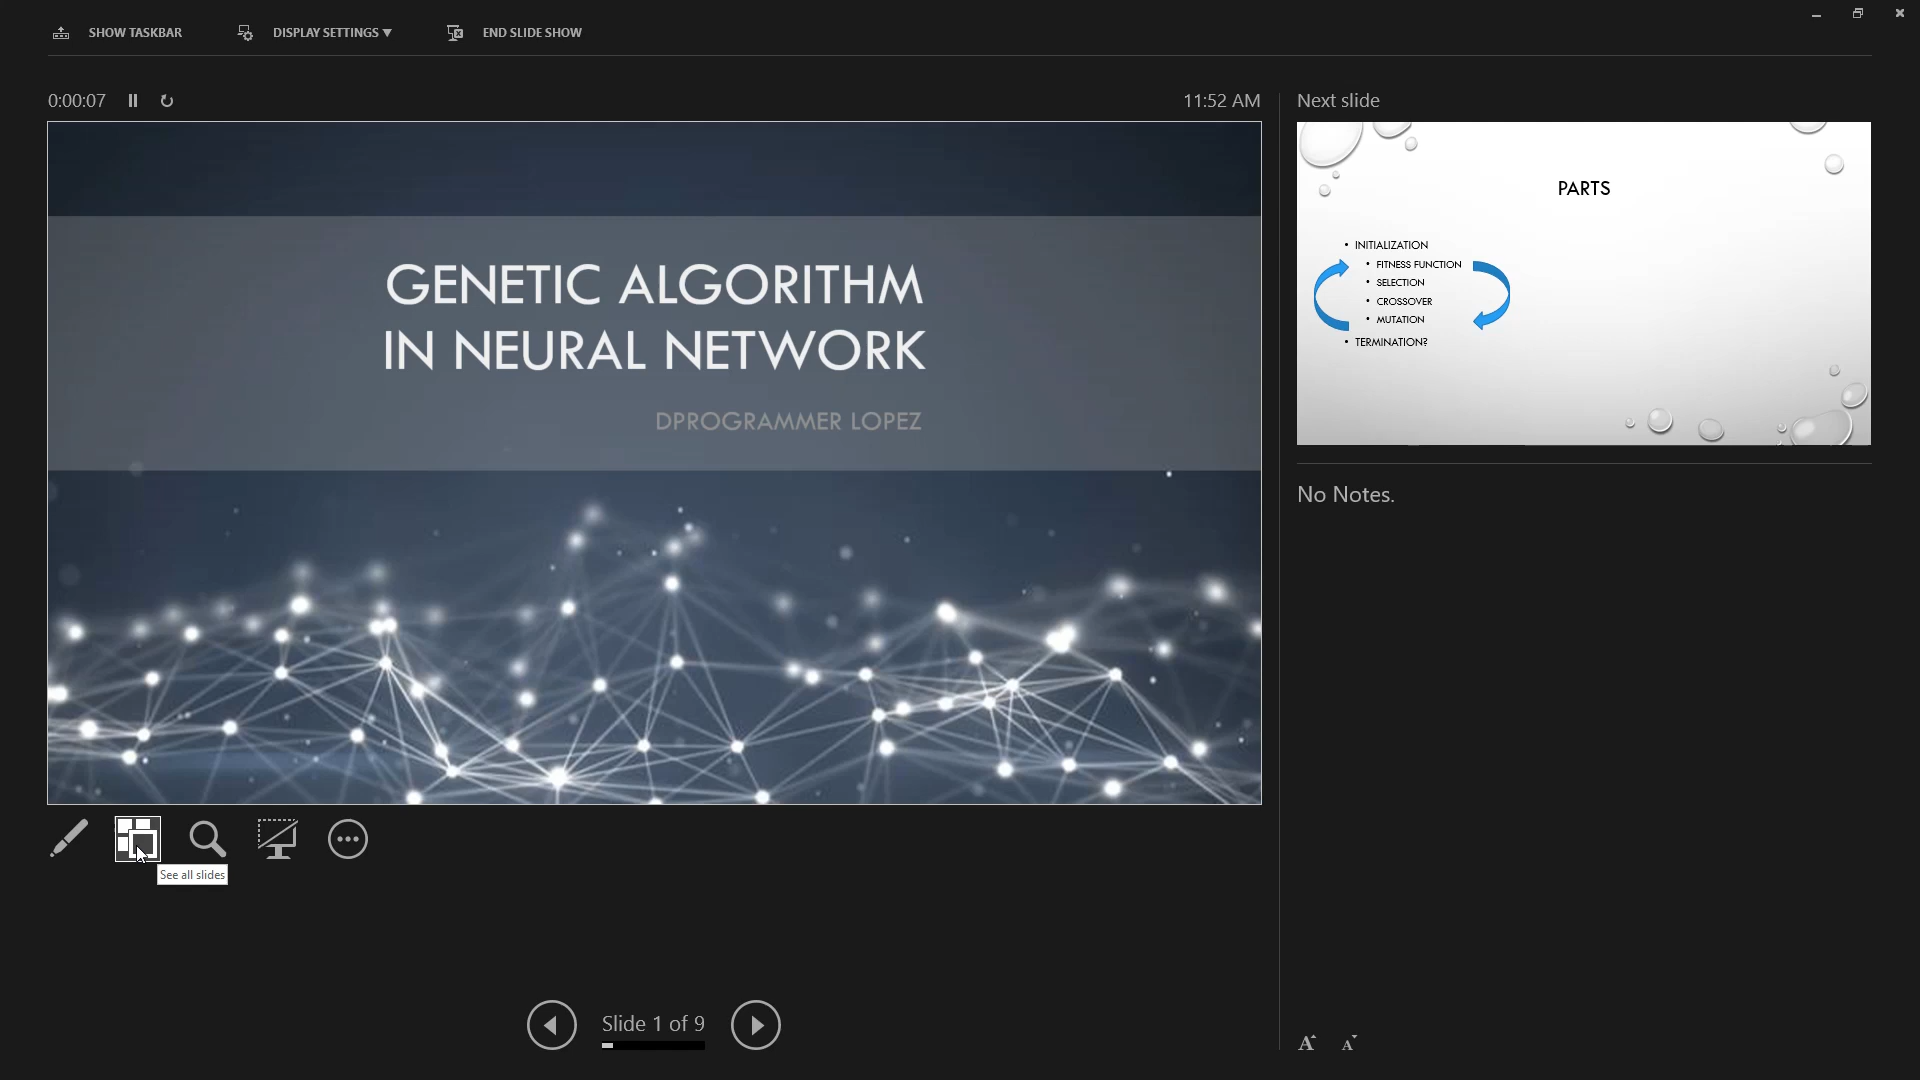 SHOW TASKBAR
DISPLAY SETTINGS ▼
END SLIDE SHOW
0:00:07
11:52 AM
Next slide
GENETIC ALGORITHM
IN NEURAL NETWORK
DPROGRAMMER LOPEZ
PARTS
• INITIALIZATION
• FITNESS FUNCTION
• SELECTION
• CROSSOVER
• MUTATION
• TERMINATION?
No Notes.
See all slides
Slide 1 of 9
A
A